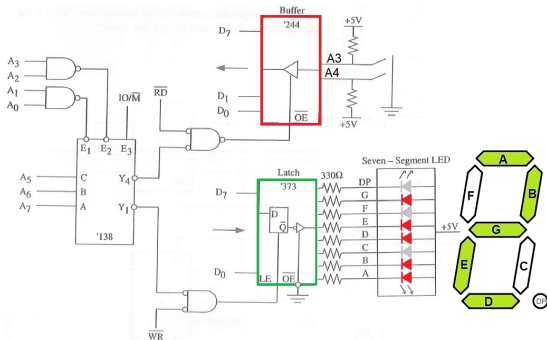 Buffer
'244
+5V
D7
A3
A4
D1
D0
OE
+5V
A3
A2
A1
A0
IO/M
RD
E1
E2
E3
C
B
A
A5
A6
A7
Y4
Y1
'138
WR
Latch
'373
D7
D
Q
D0
LE
OE
330Ω
Seven – Segment LED
DP
G
F
E
D
C
B
A
+5V
A
F
B
G
E
C
D
DP